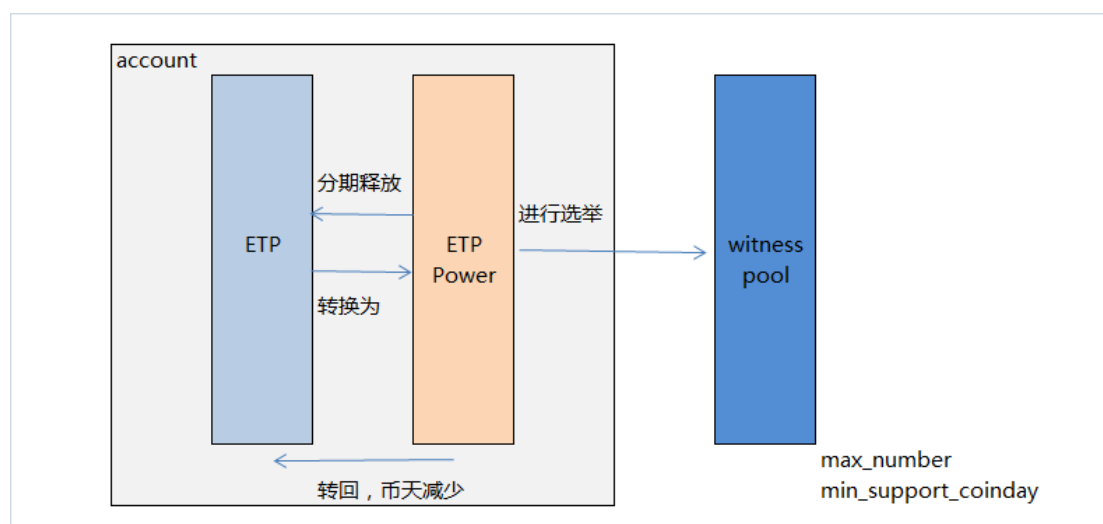 account
分期释放
进行选举
ETP
ETP
Power
witness
pool
转换为
max_number
转回，币天减少
min_support_coinday